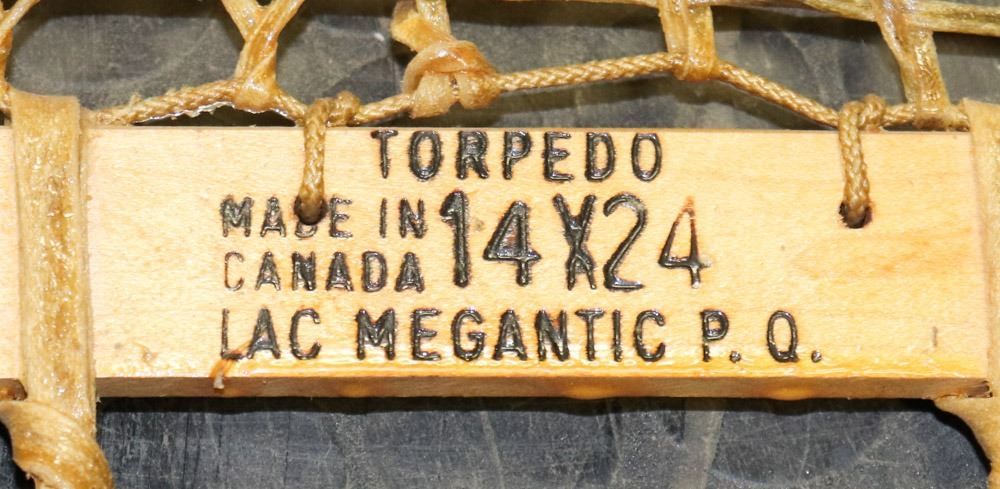 TORPEDO
MADE IN
CANADA
14X24
LAC MEGANTIC P. Q.